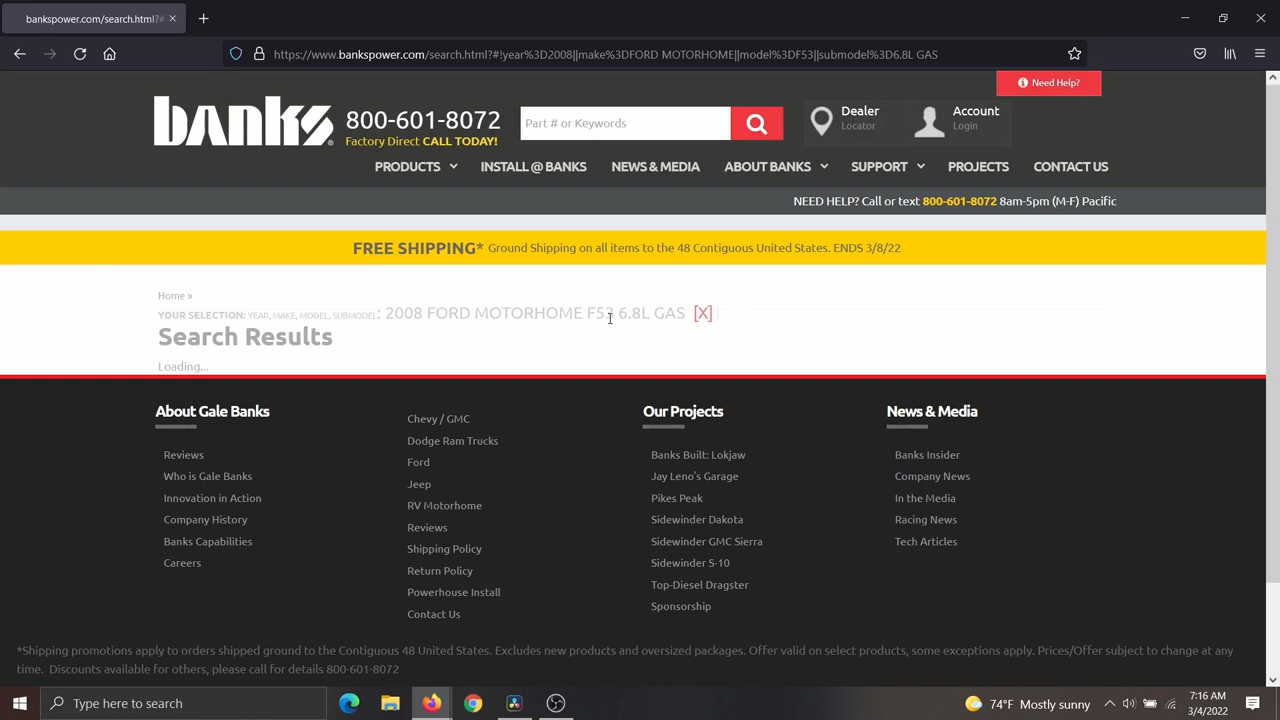 bankspower.com/search.html?#
https://www.bankspower.com/search.html?#!year%3D2008||make%3DFORD MOTORHOME||model%3DF53||submodel%3D6.8L GAS
Need Help?
banks
800-601-8072
Factory Direct CALL TODAY!
Part # or Keywords
Dealer
Locator
Account
Login
PRODUCTS
INSTALL @ BANKS
NEWS & MEDIA
ABOUT BANKS
SUPPORT
PROJECTS
CONTACT US
NEED HELP? Call or text 800-601-8072 8am-5pm (M-F) Pacific
FREE SHIPPING* Ground Shipping on all items to the 48 Contiguous United States. ENDS 3/8/22
Home »
YOUR SELECTION: YEAR, MAKE, MODEL, SUBMODEL: 2008 FORD MOTORHOME F53 6.8L GAS [X]
Search Results
Loading...
About Gale Banks
Reviews
Who is Gale Banks
Innovation in Action
Company History
Banks Capabilities
Careers
Chevy / GMC
Dodge Ram Trucks
Ford
Jeep
RV Motorhome
Reviews
Shipping Policy
Return Policy
Powerhouse Install
Contact Us
Our Projects
Banks Built: Lokjaw
Jay Leno's Garage
Pikes Peak
Sidewinder Dakota
Sidewinder GMC Sierra
Sidewinder S-10
Top-Diesel Dragster
Sponsorship
News & Media
Banks Insider
Company News
In the Media
Racing News
Tech Articles
*Shipping promotions apply to orders shipped ground to the Contiguous 48 United States. Excludes new products and oversized packages. Offer valid on select products, some exceptions apply. Prices/Offer subject to change at any
time. Discounts available for others, please call for details 800-601-8072
Type here to search
74°F Mostly sunny
7:16 AM
3/4/2022